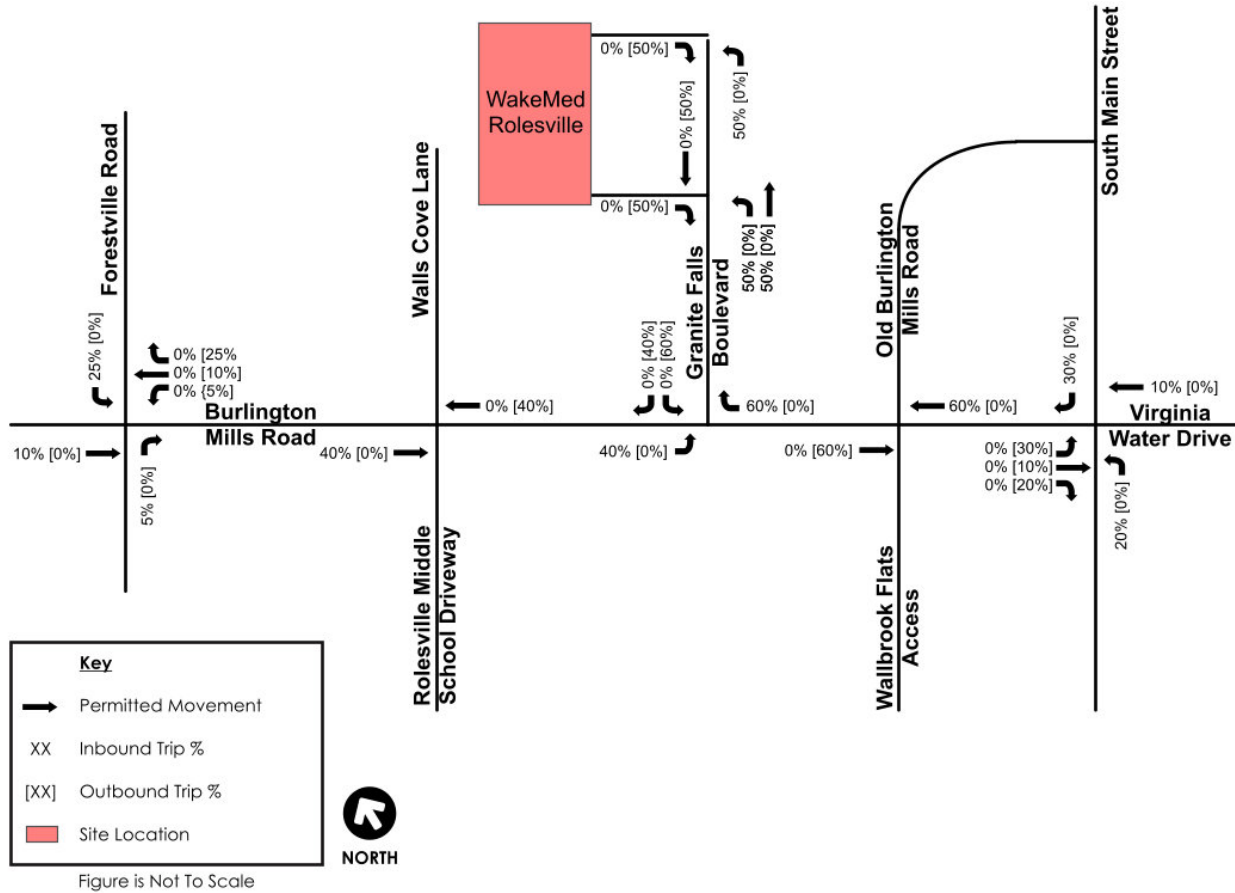 WakeMed
Rolesville
0% [50%]
0% [50%]
50% [0%]
0% [50%]
50% [0%]
50% [0%]
South Main Street
Forestville Road
Walls Cove Lane
Granite Falls
Boulevard
Old Burlington
Mills Road
25% [0%]
0% [25%
0% [10%]
0% {5%]
Burlington
Mills Road
10% [0%]
5% [0%]
0% [40%]
40% [0%]
0% [40%]
0% [60%]
60% [0%]
40% [0%]
60% [0%]
0% [60%]
30% [0%]
10% [0%]
Virginia
Water Drive
0% [30%]
0% [10%]
0% [20%]
20% [0%]
Rolesville Middle
School Driveway
Wallbrook Flats
Access
Key
Permitted Movement
XX Inbound Trip %
[XX] Outbound Trip %
Site Location
NORTH
Figure is Not To Scale